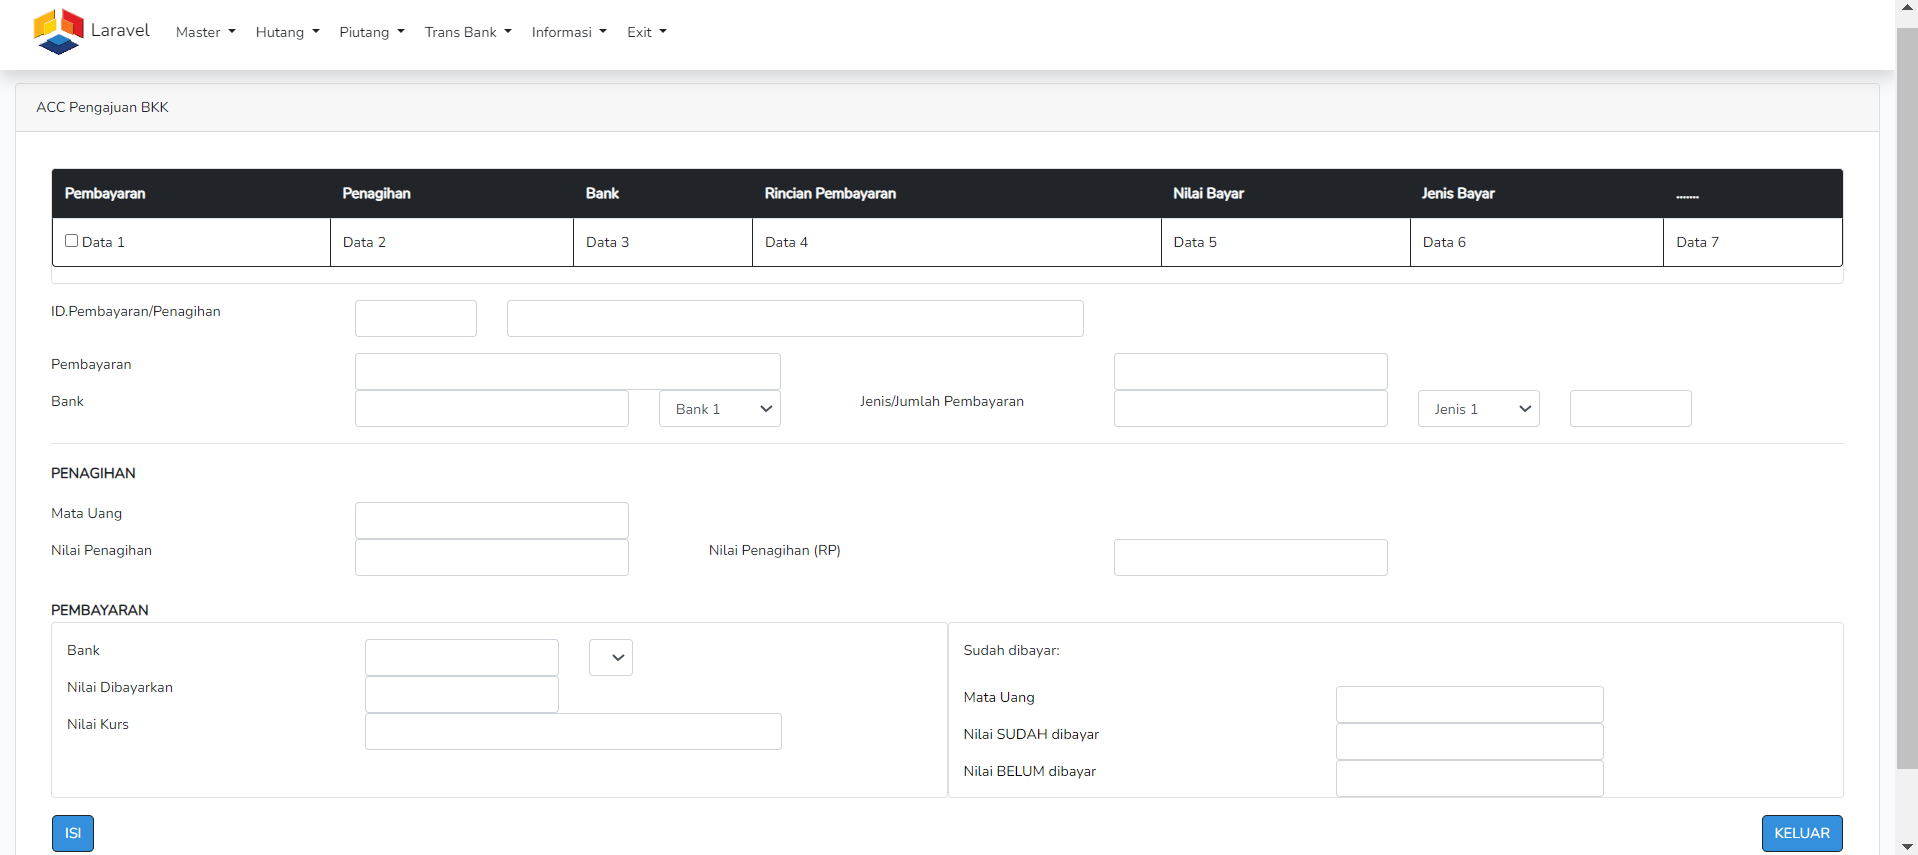 Laravel Master Hutang Piutang Trans Bank Informasi Exit
ACC Pengajuan BKK
Pembayaran Penagihan Bank Rincian Pembayaran Nilai Bayar Jenis Bayar .......
Data 1 Data 2 Data 3 Data 4 Data 5 Data 6 Data 7
ID.Pembayaran/Penagihan
Pembayaran
Bank Bank 1 Jenis/Jumlah Pembayaran Jenis 1
PENAGIHAN
Mata Uang
Nilai Penagihan Nilai Penagihan (RP)
PEMBAYARAN
Bank
Nilai Dibayarkan
Nilai Kurs
Sudah dibayar:
Mata Uang
Nilai SUDAH dibayar
Nilai BELUM dibayar
ISI KELUAR